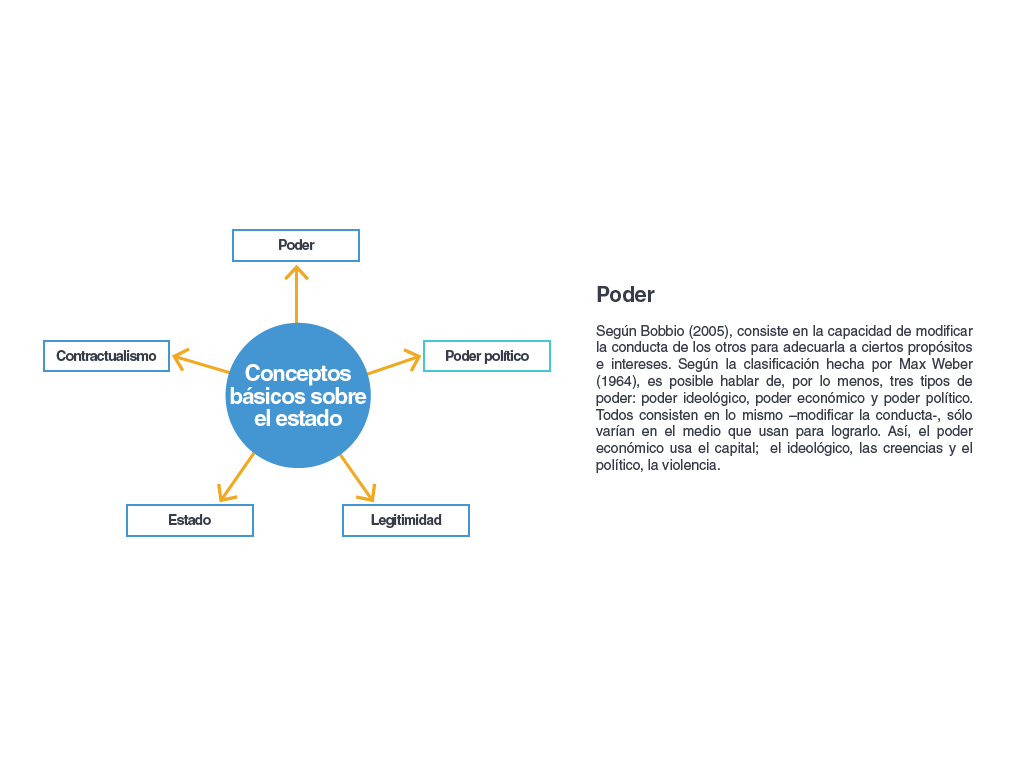 Poder
Contractualismo
Poder político
Conceptos
básicos sobre
el estado
Estado
Legitimidad
Poder
Según Bobbio (2005), consiste en la capacidad de modificar
la conducta de los otros para adecuarla a ciertos propósitos
e intereses. Según la clasificación hecha por Max Weber
(1964), es posible hablar de, por lo menos, tres tipos de
poder: poder ideológico, poder económico y poder político.
Todos consisten en lo mismo –modificar la conducta-, sólo
varían en el medio que usan para lograrlo. Así, el poder
económico usa el capital;  el ideológico, las creencias y el
político, la violencia.